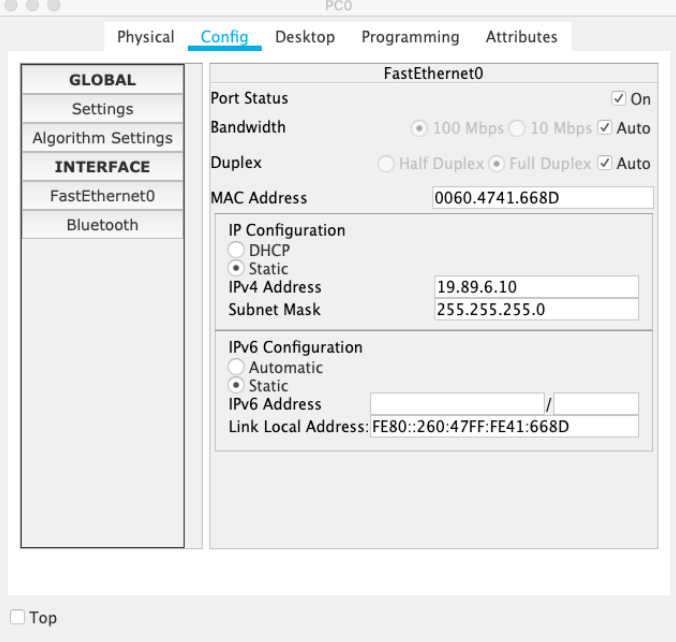 PC0
Physical Config Desktop Programming Attributes
GLOBAL
Settings
Algorithm Settings
INTERFACE
FastEthernet0
Bluetooth
FastEthernet0
Port Status On
Bandwidth 100 Mbps 10 Mbps Auto
Duplex Half Duplex Full Duplex Auto
MAC Address 0060.4741.668D
IP Configuration
DHCP
Static
IPv4 Address 19.89.6.10
Subnet Mask 255.255.255.0
IPv6 Configuration
Automatic
Static
IPv6 Address /
Link Local Address: FE80::260:47FF:FE41:668D
Top